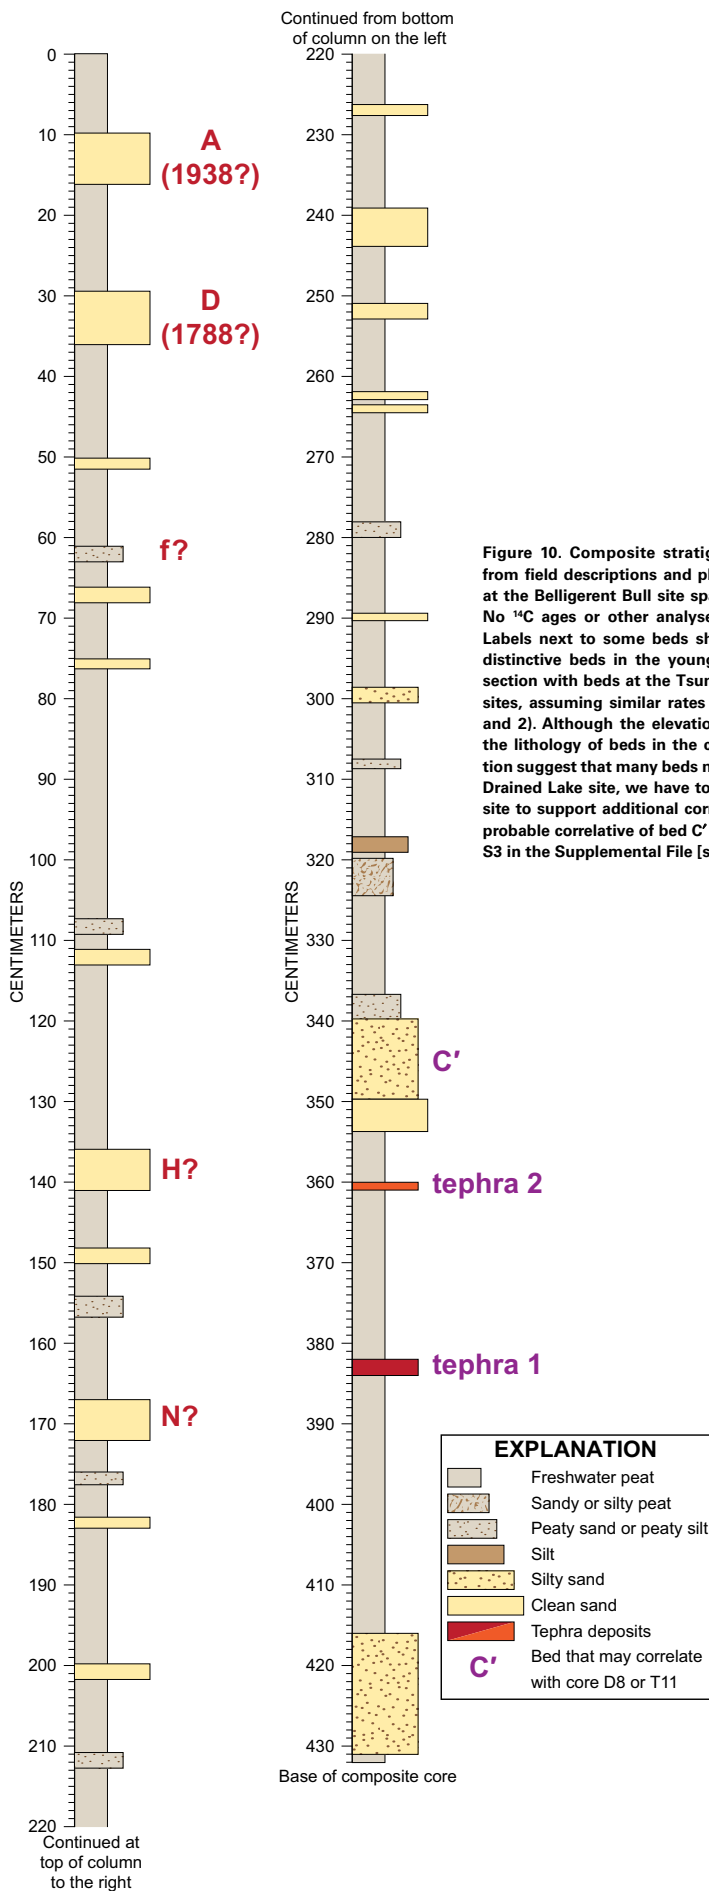 Continued from bottom
of column on the left
0
10
20
30
40
50
60
70
80
90
100
110
120
130
140
150
160
170
180
190
200
210
220
CENTIMETERS
A
(1938?)
D
(1788?)
f?
H?
N?
Continued at
top of column
to the right
220
230
240
250
260
270
280
290
300
310
320
330
340
350
360
370
380
390
400
410
420
430
CENTIMETERS
C′
tephra 2
tephra 1
Base of composite core
Figure 10. Composite stratig
from field descriptions and pl
at the Belligerent Bull site spa
No ¹⁴C ages or other analyse
Labels next to some beds sh
distinctive beds in the young
section with beds at the Tsun
sites, assuming similar rates
and 2). Although the elevatio
the lithology of beds in the c
tion suggest that many beds n
Drained Lake site, we have to
site to support additional corr
probable correlative of bed C′
S3 in the Supplemental File [s
EXPLANATION
Freshwater peat
Sandy or silty peat
Peaty sand or peaty silt
Silt
Silty sand
Clean sand
Tephra deposits
C′ Bed that may correlate
with core D8 or T11